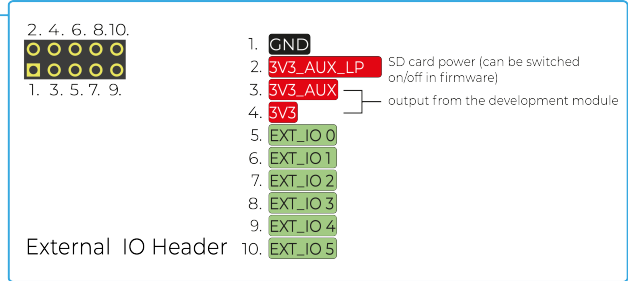 2. 4. 6. 8.10.
1. 3. 5. 7. 9.
1. GND
2. 3V3_AUX_LP
SD card power (can be switched
on/off in firmware)
3. 3V3_AUX
output from the development module
4. 3V3
5. EXT_IO 0
6. EXT_IO 1
7. EXT_IO 2
8. EXT_IO 3
9. EXT_IO 4
10. EXT_IO 5
External IO Header